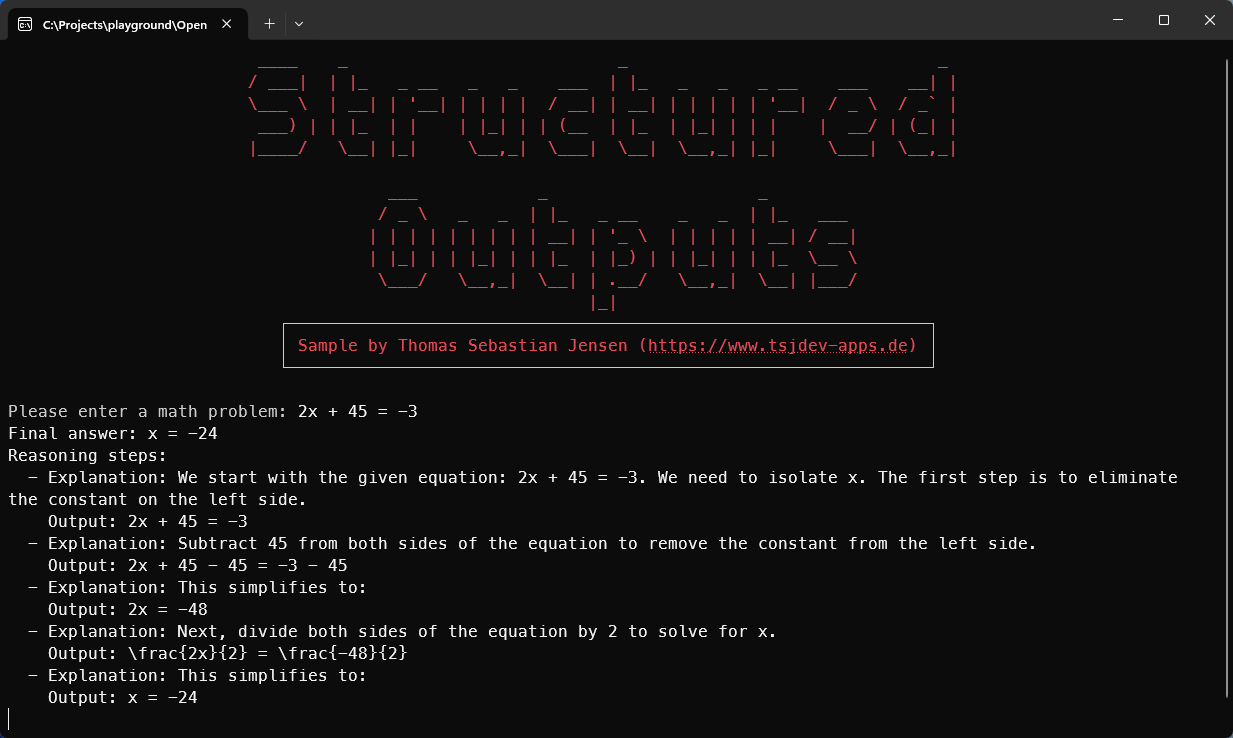 C:\Projects\playground\Open
Structured
Outputs
Sample by Thomas Sebastian Jensen (https://www.tsjdev-apps.de)
Please enter a math problem: 2x + 45 = -3
Final answer: x = -24
Reasoning steps:
- Explanation: We start with the given equation: 2x + 45 = -3. We need to isolate x. The first step is to eliminate
the constant on the left side.
Output: 2x + 45 = -3
- Explanation: Subtract 45 from both sides of the equation to remove the constant from the left side.
Output: 2x + 45 - 45 = -3 - 45
- Explanation: This simplifies to:
Output: 2x = -48
- Explanation: Next, divide both sides of the equation by 2 to solve for x.
Output: \frac{2x}{2} = \frac{-48}{2}
- Explanation: This simplifies to:
Output: x = -24